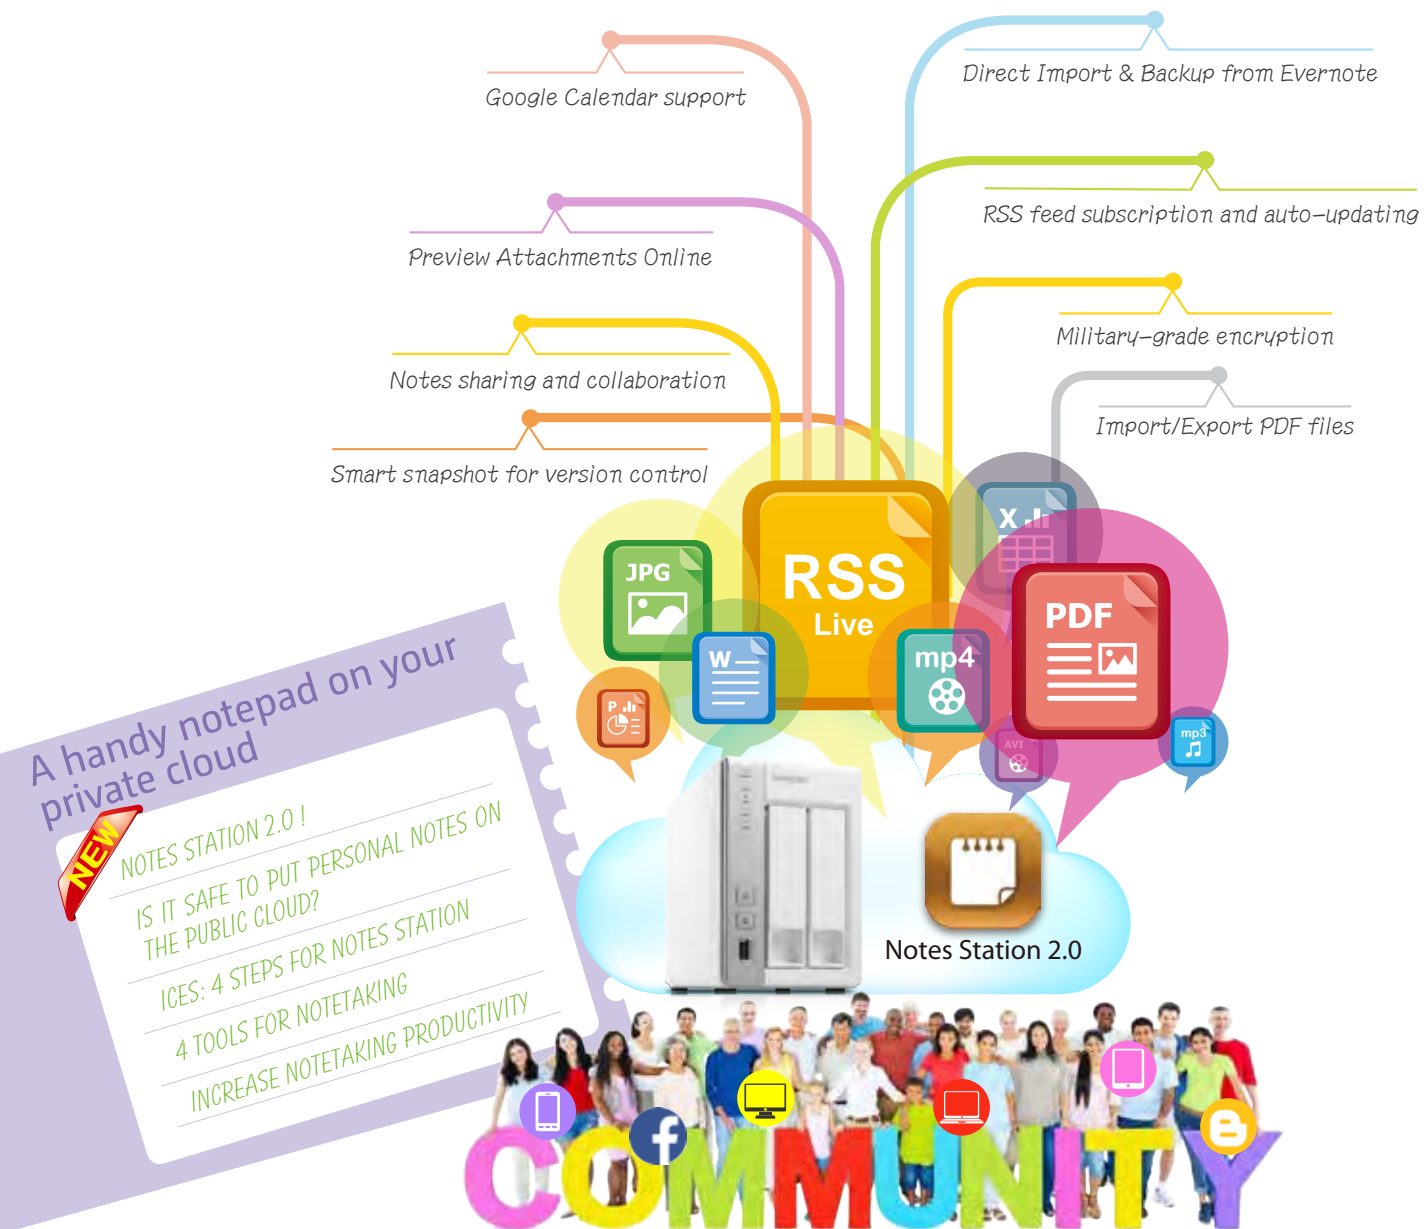 Google Calendar support
Direct Import & Backup from Evernote
RSS feed subscription and auto-updating
Preview Attachments Online
Military-grade encryption
Notes sharing and collaboration
Import/Export PDF files
Smart snapshot for version control
RSS
Live
X
JPG
PDF
W
mp4
P
AVI
mp3
A handy notepad on your
private cloud
NEW
NOTES STATION 2.0 !
IS IT SAFE TO PUT PERSONAL NOTES ON
THE PUBLIC CLOUD?
ICES: 4 STEPS FOR NOTES STATION
4 TOOLS FOR NOTETAKING
INCREASE NOTETAKING PRODUCTIVITY
Notes Station 2.0
COMMUNITY